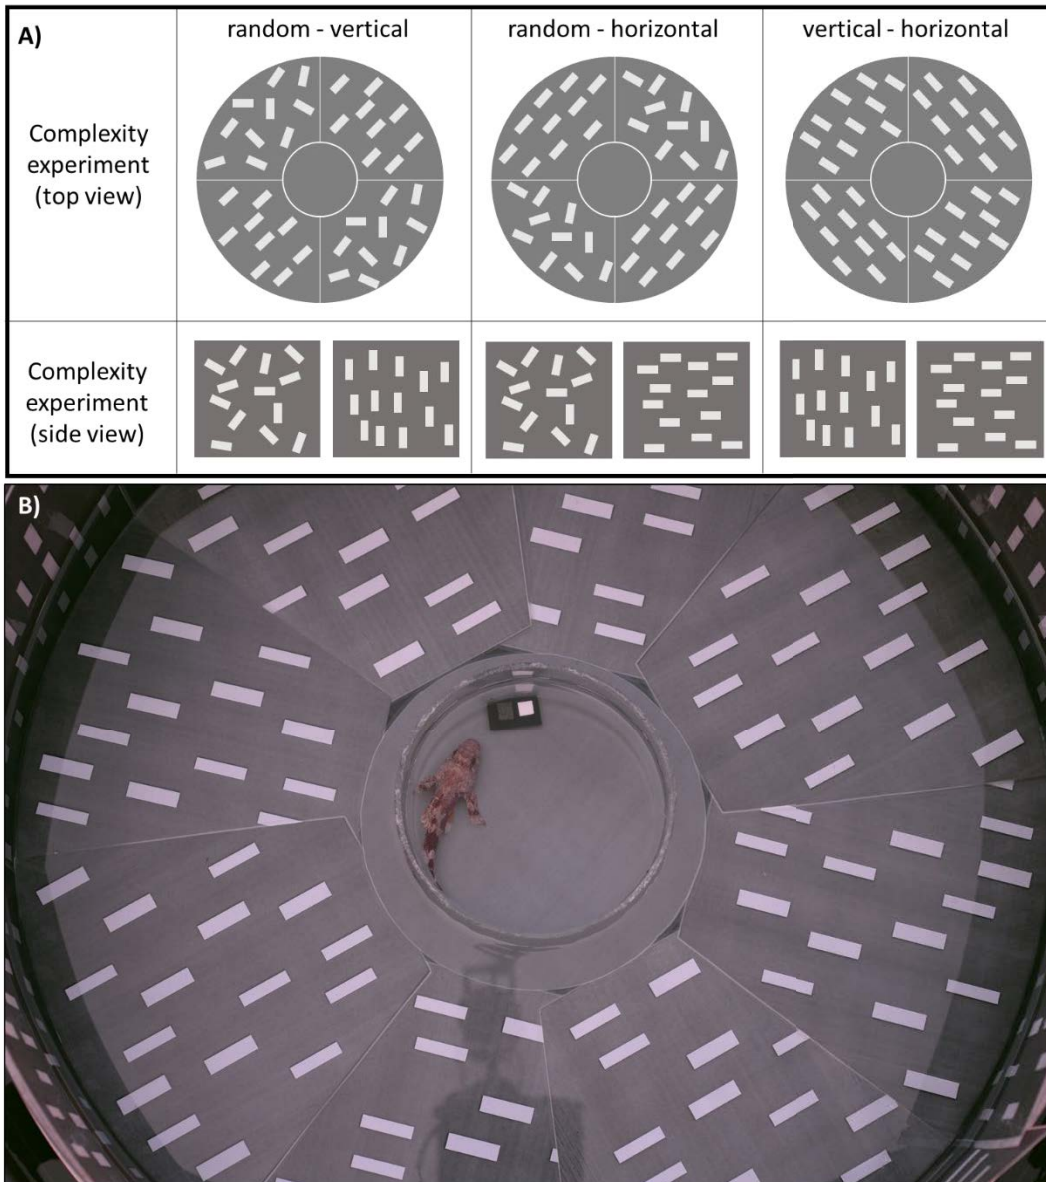 A)
random - vertical
random - horizontal
vertical - horizontal
Complexity
experiment
(top view)
Complexity
experiment
(side view)
B)